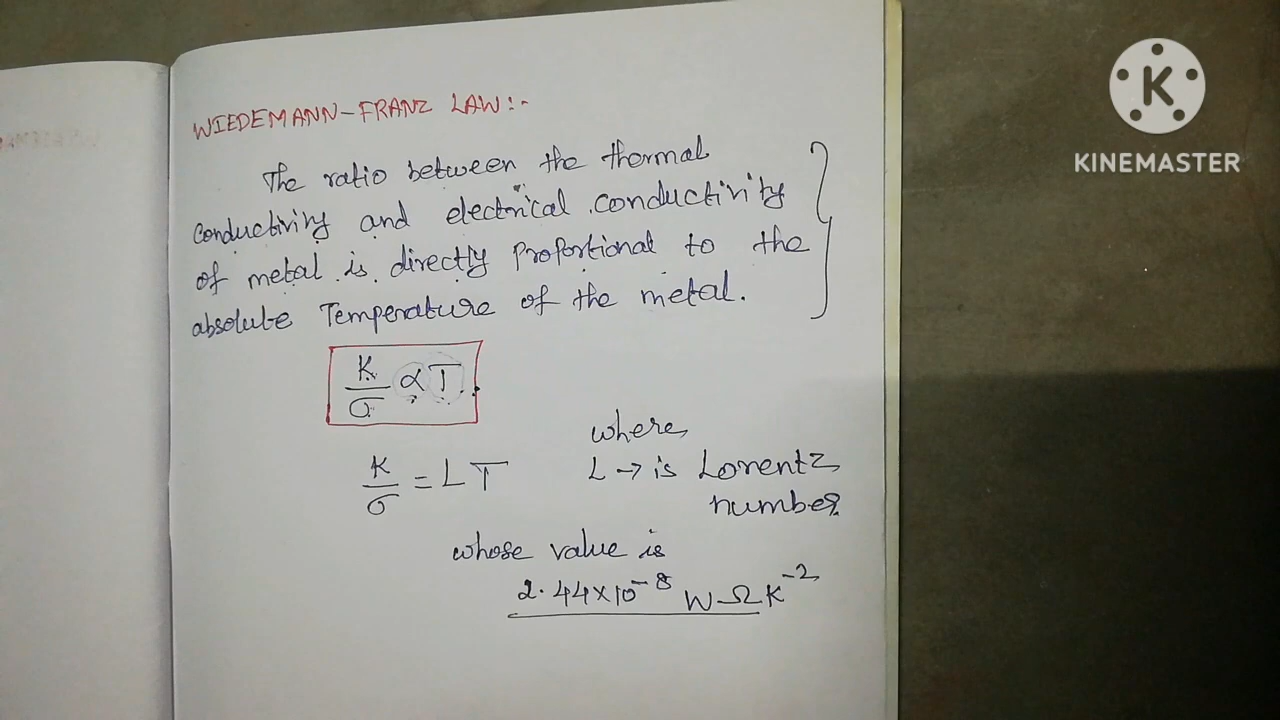 WIEDEMANN-FRANZ LAW:-
The ratio between the thermal
conductivity and electrical conductivity
of metal is directly proportional to the
absolute Temperature of the metal.
K/σ ∝ T
K/σ = LT
where,
L → is Lorentz
number.
whose value is
2.44×10⁻⁸ WΩK⁻²
K
KINEMASTER